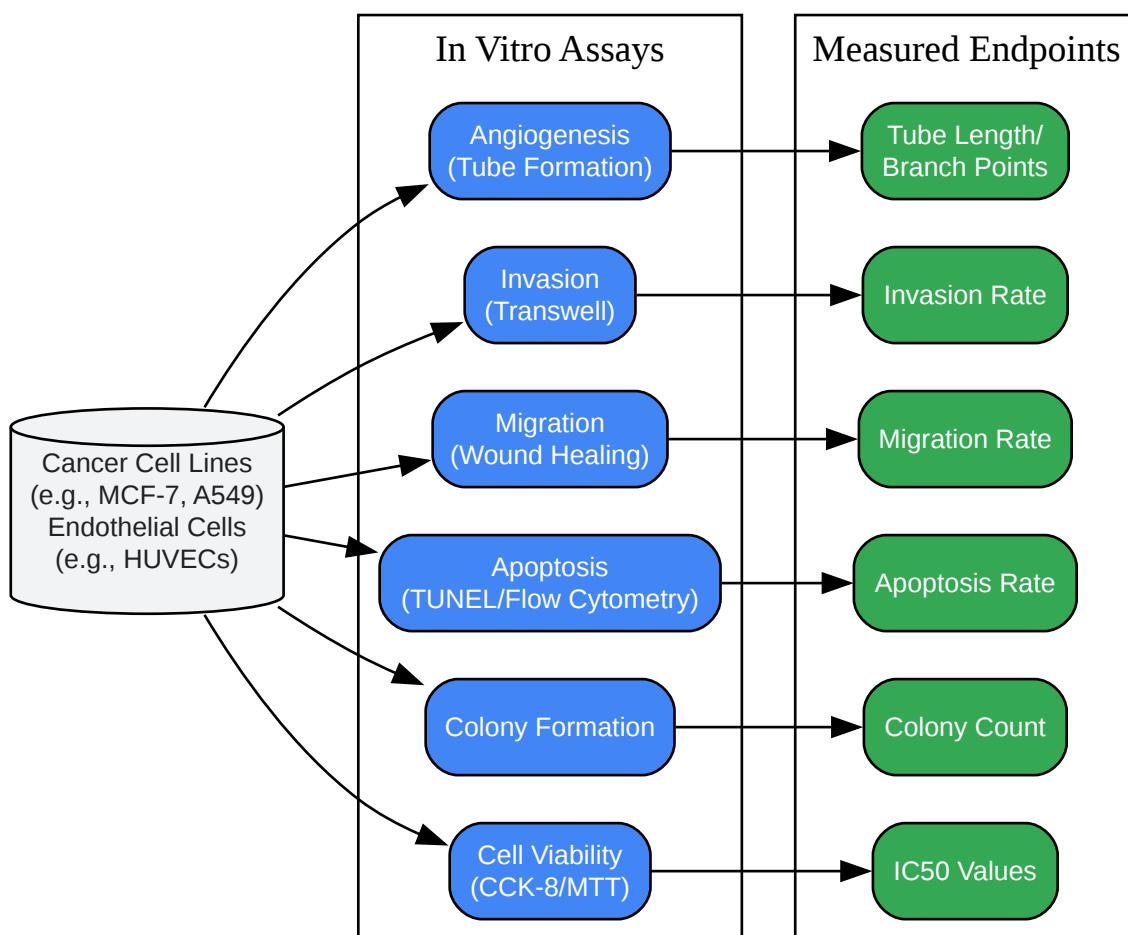 In Vitro Assays
Measured Endpoints
Angiogenesis
(Tube Formation)
Tube Length/
Branch Points
Invasion
(Transwell)
Invasion Rate
Cancer Cell Lines
(e.g., MCF-7, A549)
Endothelial Cells
(e.g., HUVECs)
Migration
(Wound Healing)
Migration Rate
Apoptosis
(TUNEL/Flow Cytometry)
Apoptosis Rate
Colony Formation
Colony Count
Cell Viability
(CCK-8/MTT)
IC50 Values